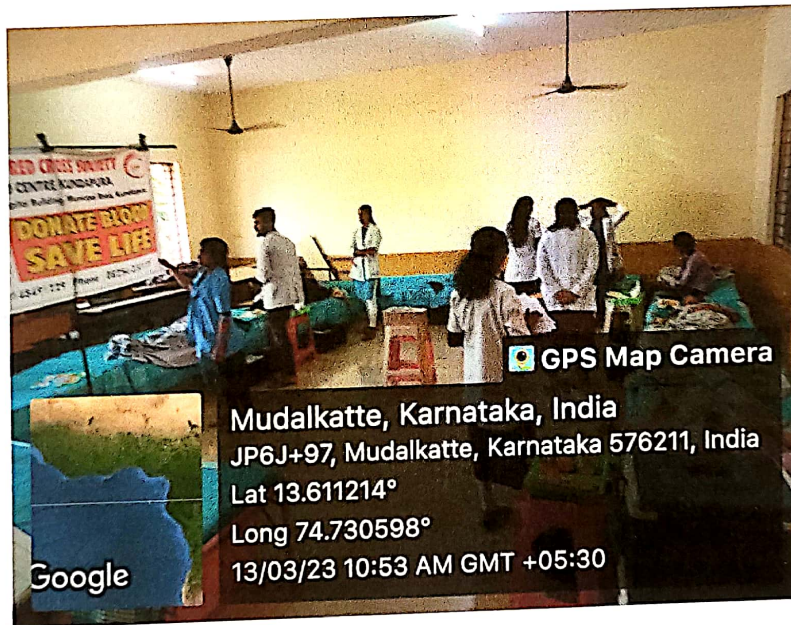 RED CROSS SOCIETY
CENTRE KUNDAPURA,
DONATE BLOOD
SAVE LIFE
GPS Map Camera
Mudalkatte, Karnataka, India
JP6J+97, Mudalkatte, Karnataka 576211, India
Lat 13.611214°
Long 74.730598°
13/03/23 10:53 AM GMT +05:30
Google